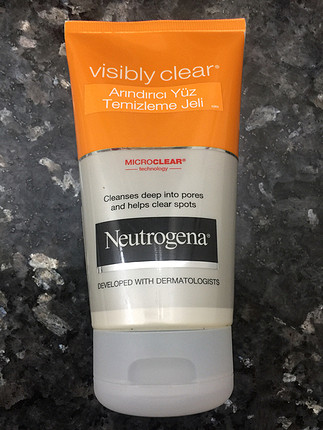 visibly clear®
Arındırıcı Yüz
Temizleme Jeli
MICROCLEAR®
technology
Cleanses deep into pores
and helps clear spots
Neutrogena®
DEVELOPED WITH DERMATOLOGISTS